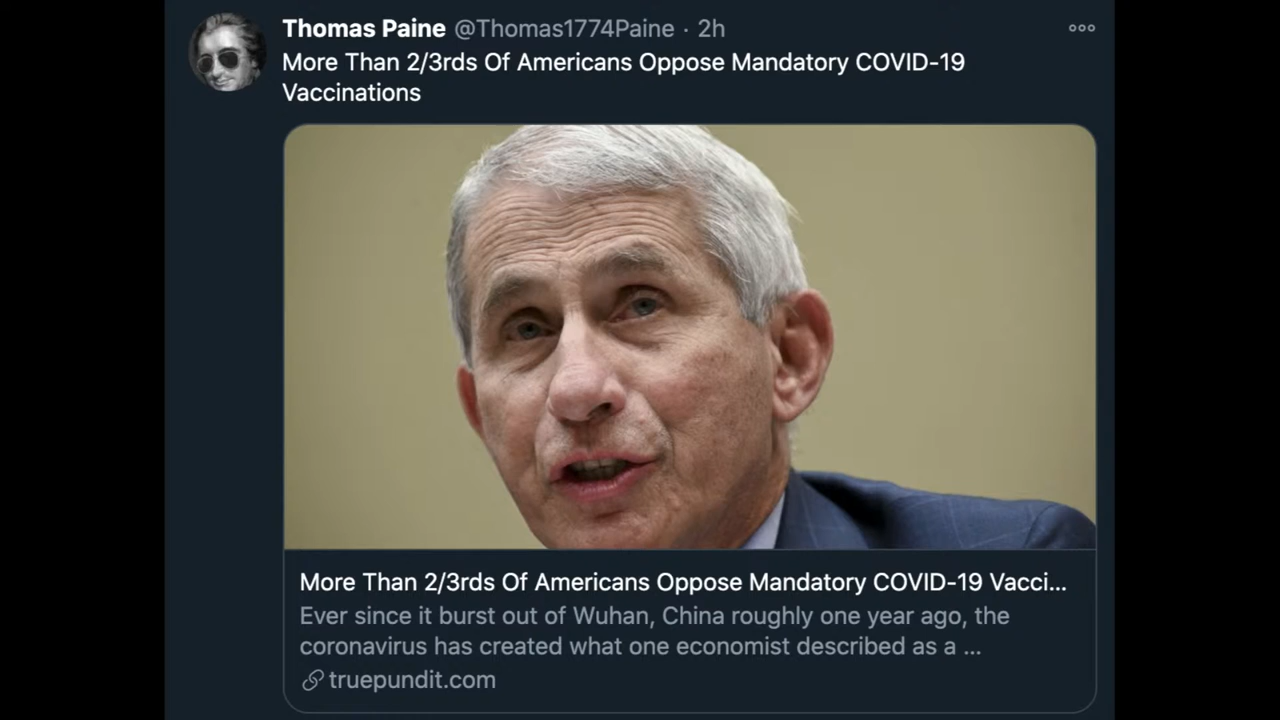 Thomas Paine @Thomas1774Paine · 2h
More Than 2/3rds Of Americans Oppose Mandatory COVID-19
Vaccinations
More Than 2/3rds Of Americans Oppose Mandatory COVID-19 Vacci...
Ever since it burst out of Wuhan, China roughly one year ago, the
coronavirus has created what one economist described as a ...
truepundit.com